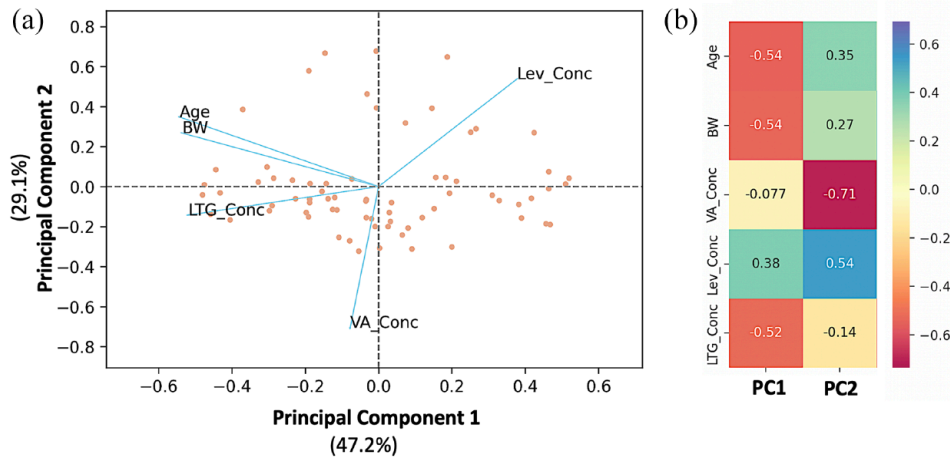 (a)
0.8
0.6
0.4
0.2
0.0
−0.2
−0.4
−0.6
−0.8
Principal Component 2
(29.1%)
Lev_Conc
Age
BW
LTG_Conc
VA_Conc
−0.6
−0.4
−0.2
0.0
0.2
0.4
0.6
Principal Component 1
(47.2%)
(b)
Age
-0.54
0.35
BW
-0.54
0.27
VA_Conc
-0.077
-0.71
Lev_Conc
0.38
0.54
LTG_Conc
-0.52
-0.14
PC1
PC2
0.6
0.4
0.2
0.0
−0.2
−0.4
−0.6